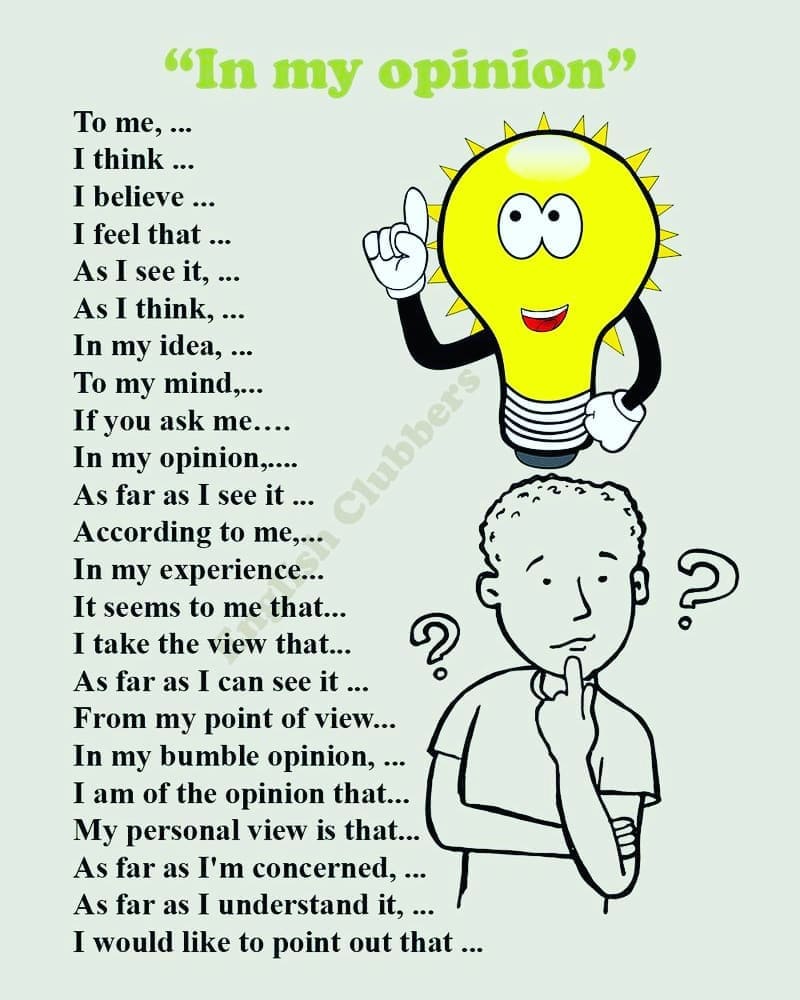 “In my opinion”
To me, ...
I think ...
I believe ...
I feel that ...
As I see it, ...
As I think, ...
In my idea, ...
To my mind,...
If you ask me….
In my opinion,....
As far as I see it ...
According to me,...
In my experience...
It seems to me that...
I take the view that...
As far as I can see it ...
From my point of view...
In my bumble opinion, ...
I am of the opinion that...
My personal view is that...
As far as I'm concerned, ...
As far as I understand it, ...
I would like to point out that ...
English Clubbers
?
?